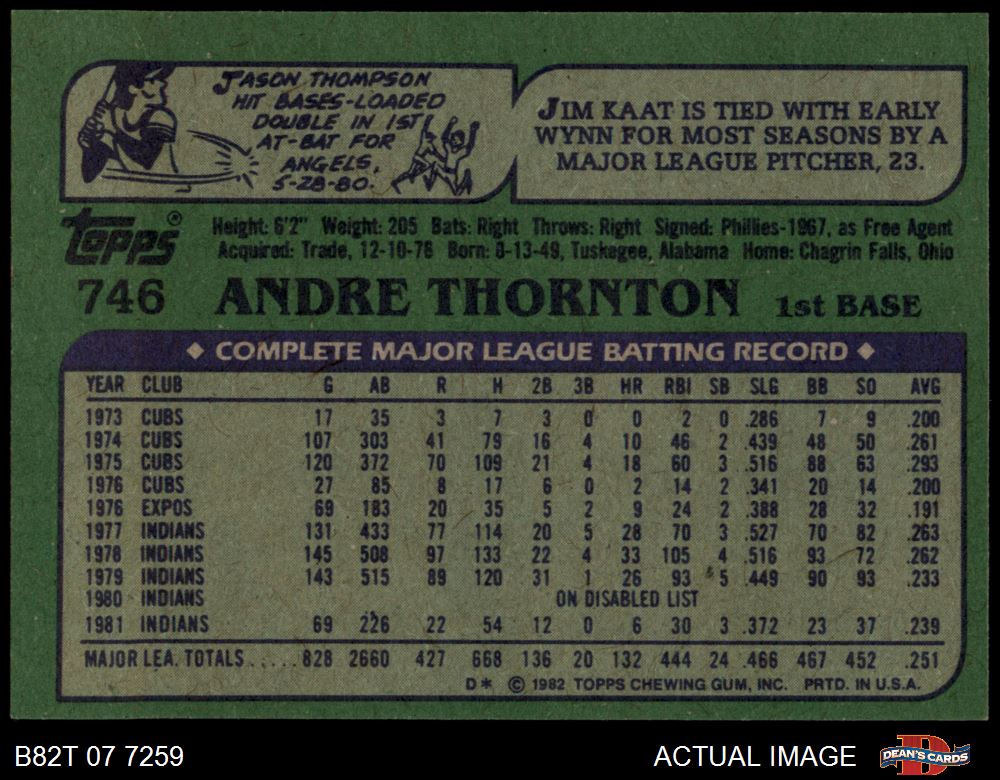 JASON THOMPSON
HIT BASES-LOADED
DOUBLE IN 1ST
AT-BAT FOR
ANGELS,
5-28-80.
JIM KAAT IS TIED WITH EARLY
WYNN FOR MOST SEASONS BY A
MAJOR LEAGUE PITCHER, 23.
Topps®
Height: 6'2" Weight: 205 Bats: Right Throws: Right Signed: Phillies-1967, as Free Agent
Acquired: Trade, 12-10-76 Born: 8-13-49, Tuskegee, Alabama Home: Chagrin Falls, Ohio
746 ANDRE THORNTON 1st BASE
◆ COMPLETE MAJOR LEAGUE BATTING RECORD ◆
YEAR CLUB G AB R H 2B 3B HR RBI SB SLG BB SO AVG
1973 CUBS 17 35 3 7 3 0 0 2 0 .286 7 9 .200
1974 CUBS 107 303 41 79 16 4 10 46 2 .439 48 50 .261
1975 CUBS 120 372 70 109 21 4 18 60 3 .516 88 63 .293
1976 CUBS 27 85 8 17 6 0 2 14 2 .341 20 14 .200
1976 EXPOS 69 183 20 35 5 2 9 24 2 .388 28 32 .191
1977 INDIANS 131 433 77 114 20 5 28 70 3 .527 70 82 .263
1978 INDIANS 145 508 97 133 22 4 33 105 4 .516 93 72 .262
1979 INDIANS 143 515 89 120 31 1 26 93 5 .449 90 93 .233
1980 INDIANS ON DISABLED LIST
1981 INDIANS 69 226 22 54 12 0 6 30 3 .372 23 37 .239
MAJOR LEA. TOTALS.....828 2660 427 668 136 20 132 444 24 .466 467 452 .251
D* © 1982 TOPPS CHEWING GUM, INC. PRTD. IN U.S.A.
B82T 07 7259 ACTUAL IMAGE D DEAN'S CARDS